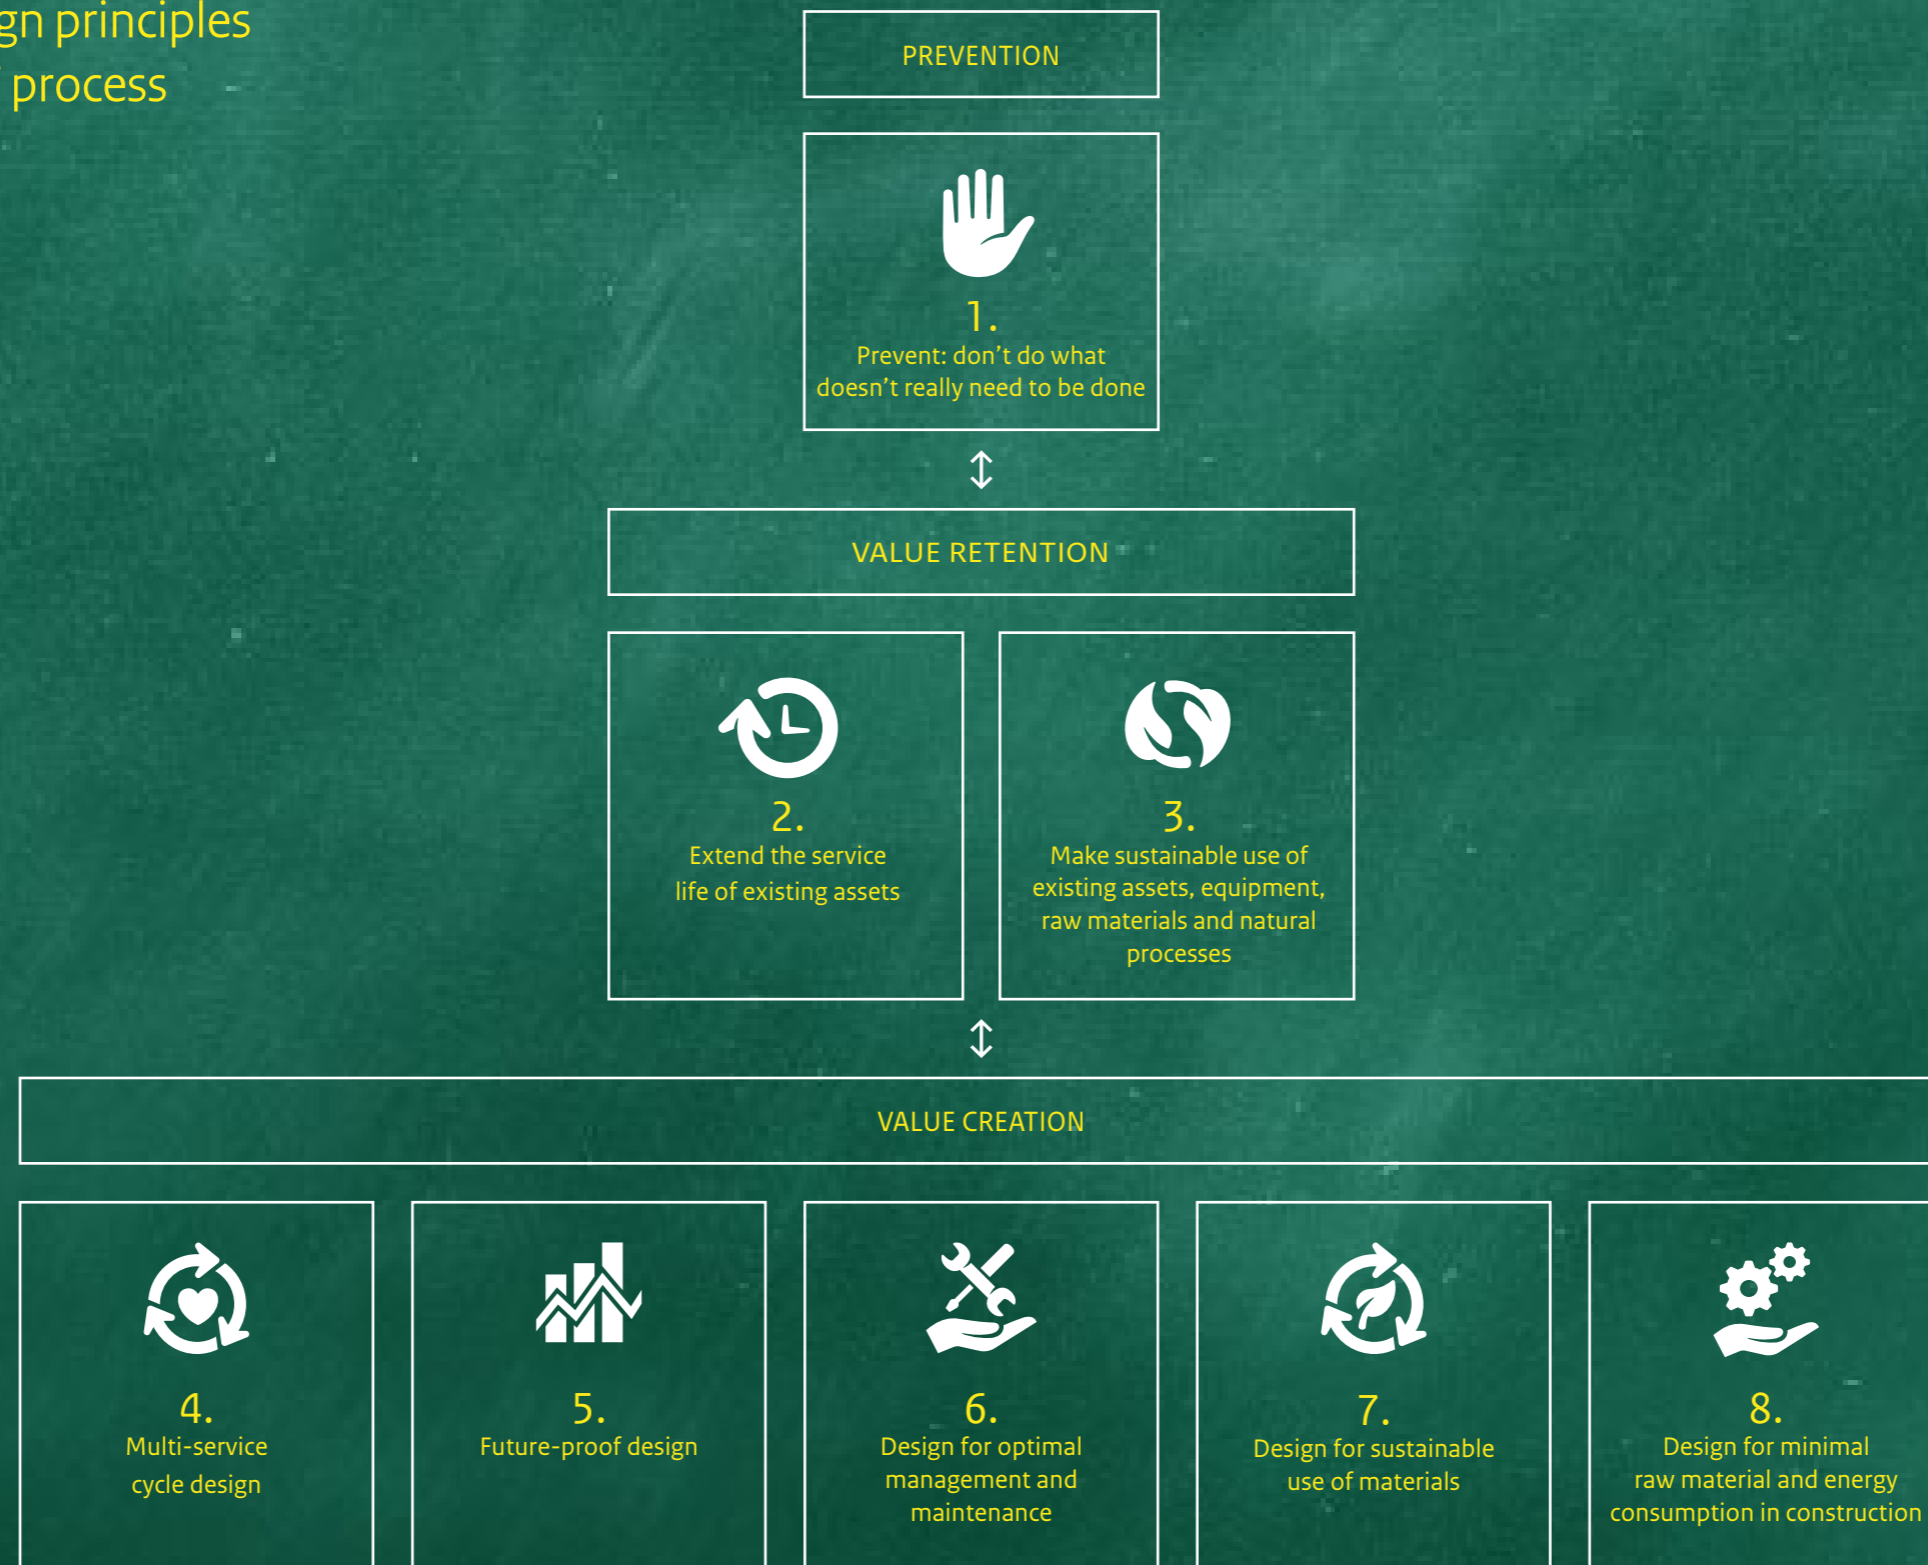 gn principles
process
PREVENTION
1.
Prevent: don’t do what
doesn’t really need to be done
VALUE RETENTION
2.
Extend the service
life of existing assets
3.
Make sustainable use of
existing assets, equipment,
raw materials and natural
processes
VALUE CREATION
4.
Multi-service
cycle design
5.
Future-proof design
6.
Design for optimal
management and
maintenance
7.
Design for sustainable
use of materials
8.
Design for minimal
raw material and energy
consumption in construction